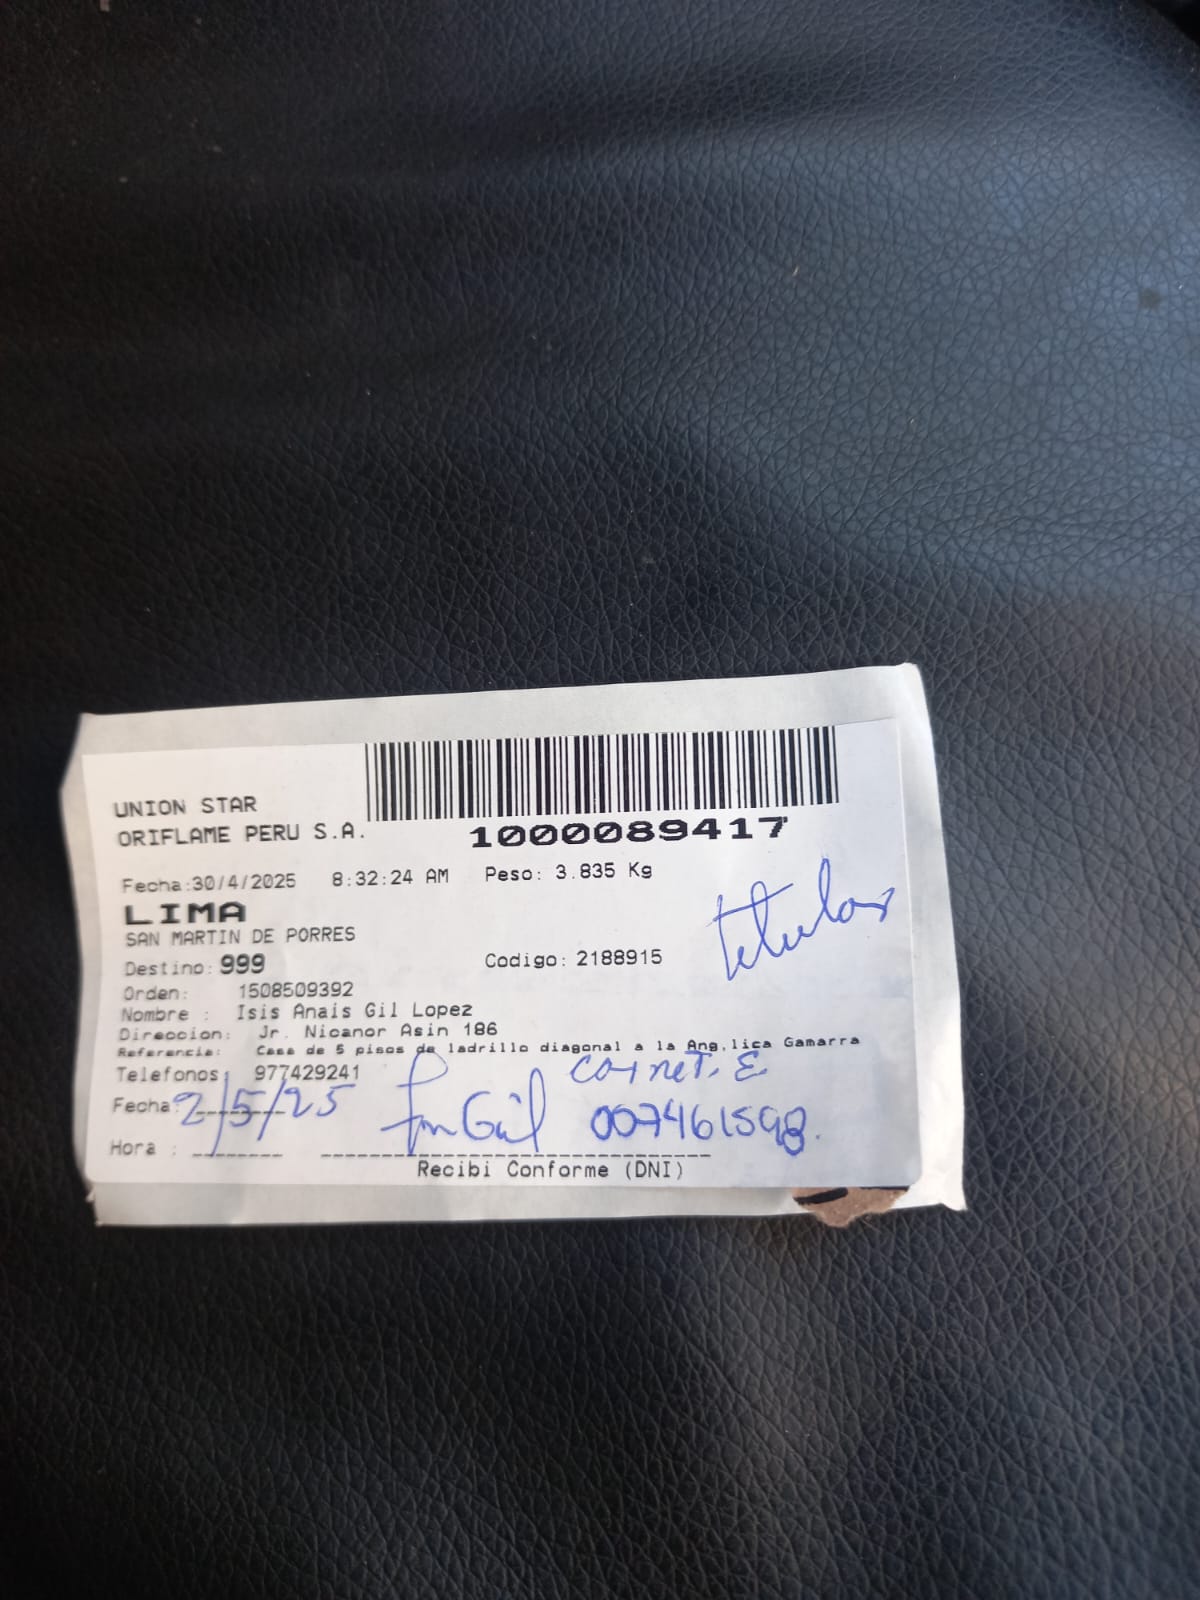 UNION STAR
ORIFLAME PERU S.A.
1000089417
Fecha:30/4/2025 8:32:24 AM Peso: 3.835 Kg
LIMA
SAN MARTIN DE PORRES
titular
Destino: 999 Codigo: 2188915
Orden: 1508509392
Nombre : Isis Anais Gil Lopez
Direccion: Jr. Nicanor Asin 186
Referencia: Casa de 5 pisos de ladrillo diagonal a la Ang,lica Gamarra
Telefonos: 977429241 carnet. E
Fecha: 2/5/25 Gil 007461598.
Hora :
Recibi Conforme (DNI)